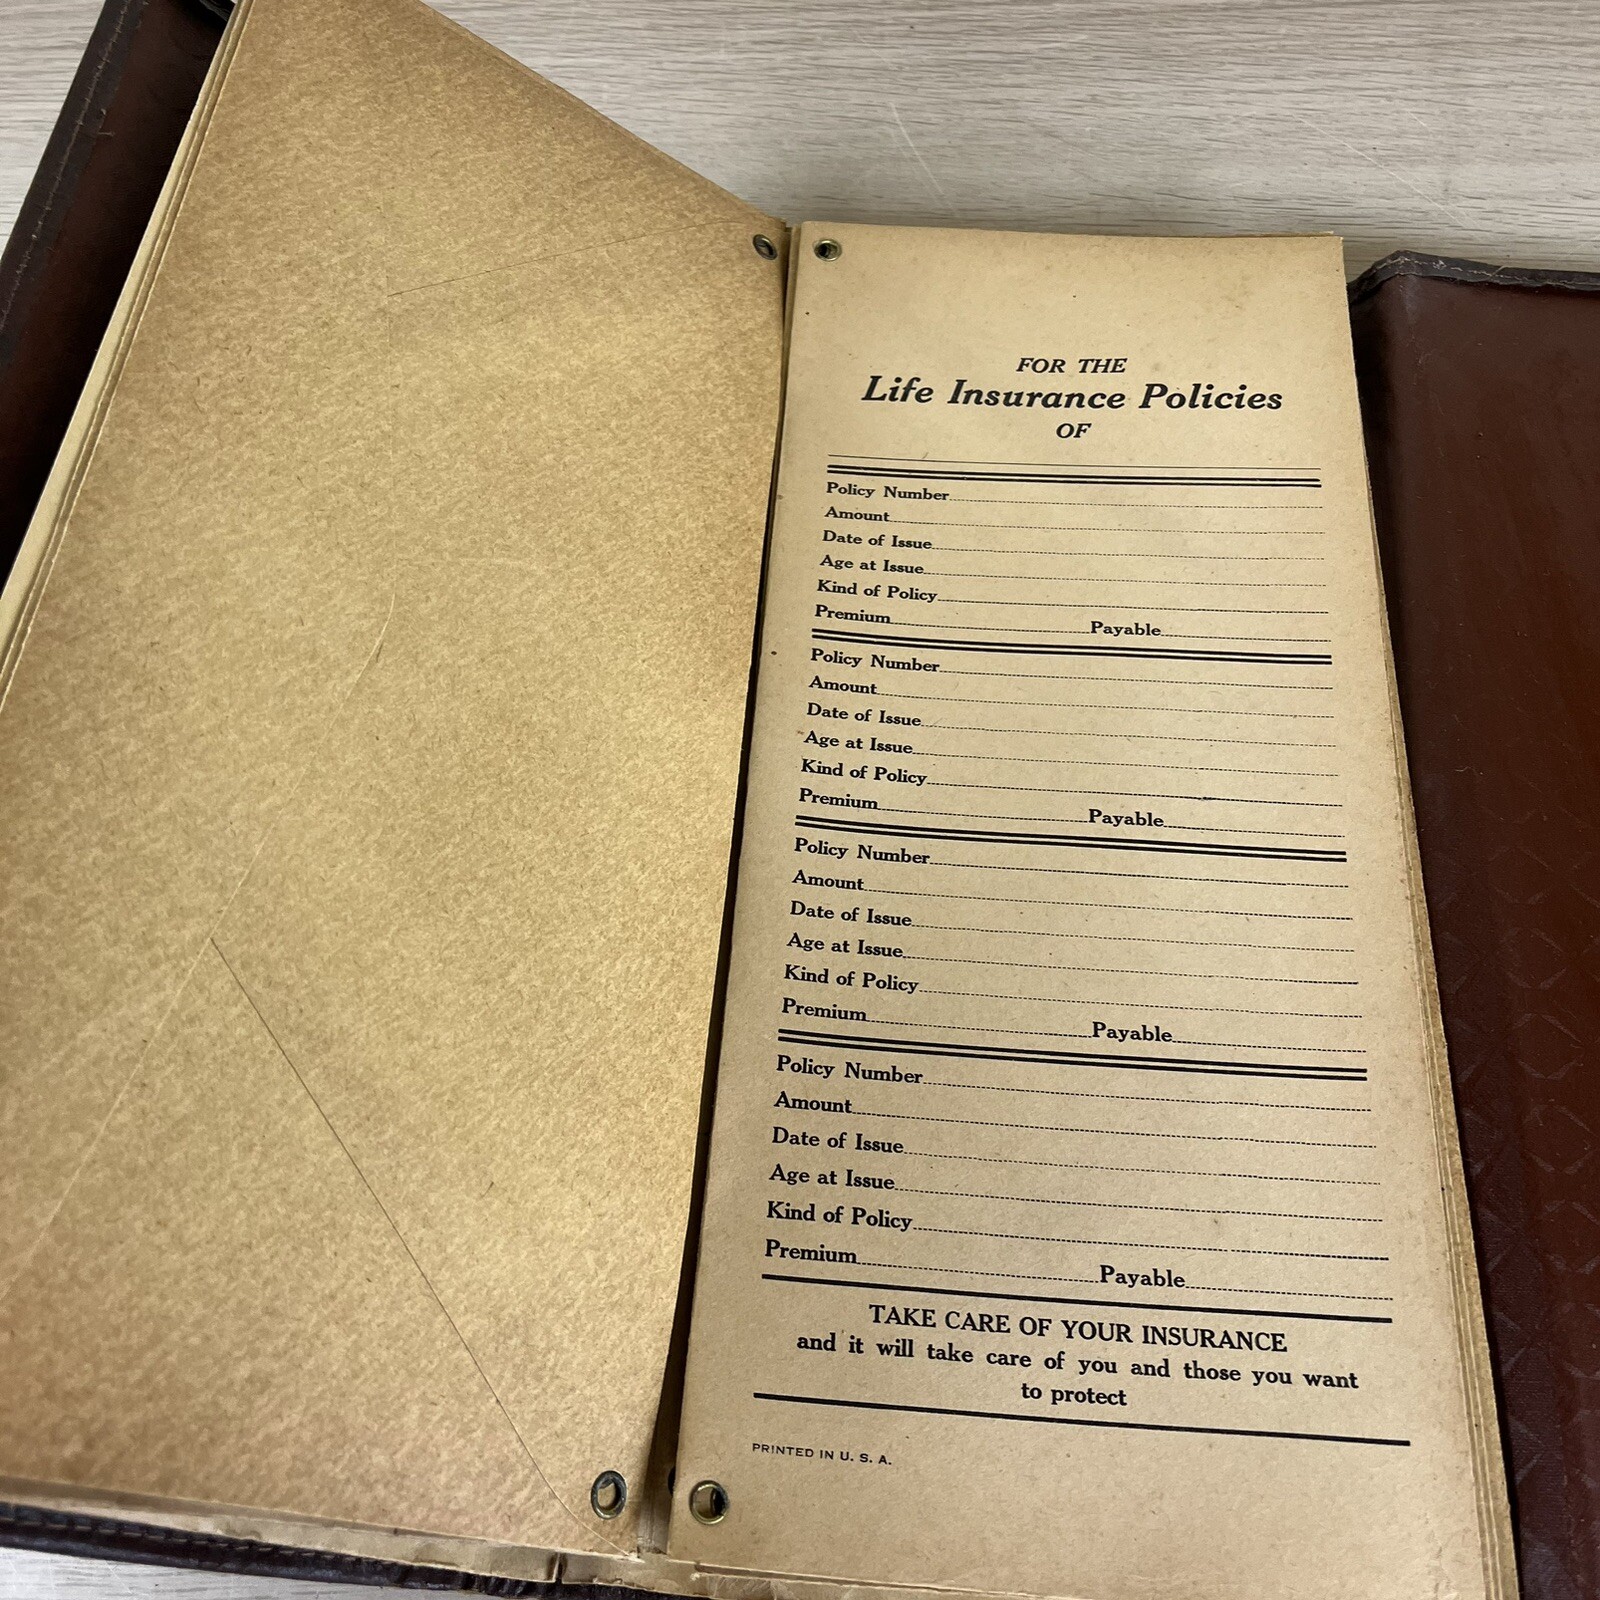 FOR THE
Life Insurance Policies
OF
Policy Number
Amount
Date of Issue
Age at Issue
Kind of Policy
Premium Payable
Policy Number
Amount
Date of Issue
Age at Issue
Kind of Policy
Premium Payable
Policy Number
Amount
Date of Issue
Age at Issue
Kind of Policy
Premium Payable
Policy Number
Amount
Date of Issue
Age at Issue
Kind of Policy
Premium Payable
TAKE CARE OF YOUR INSURANCE
and it will take care of you and those you want
to protect
PRINTED IN U. S. A.